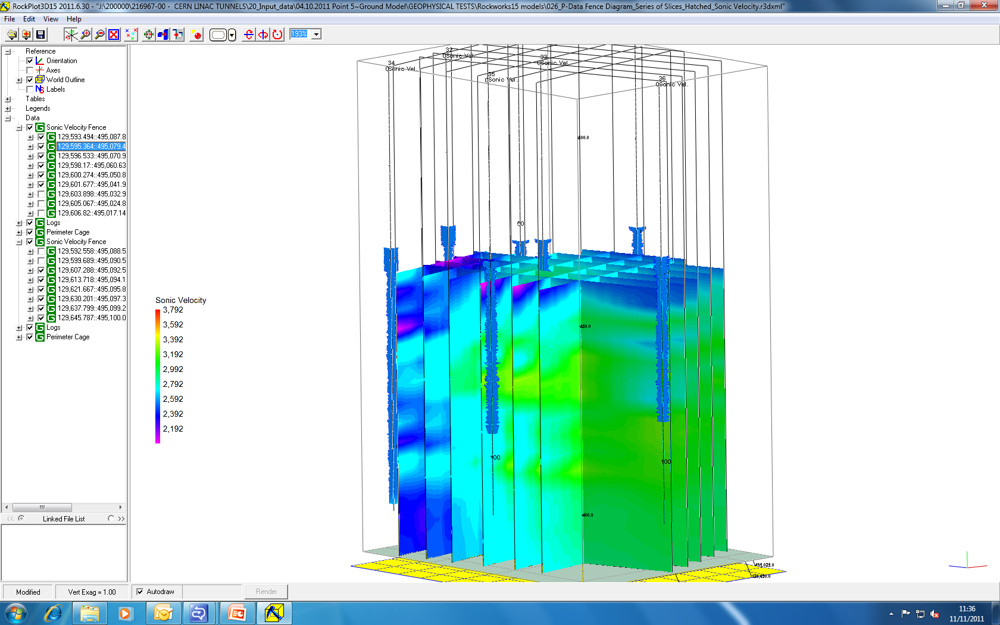 RockPlot3D15 2011.6.30 - "J:\200000\216967-00 - CERN LINAC TUNNELS\20_Input_data\04.10.2011 Point 5~Ground Model\GEOPHYSICAL TESTS\Rockworks15 models\026_P-Data Fence Diagram_Series of Slices_Hatched_Sonic Velocity.r3dxml"
File Edit View Help
193%
Reference
Orientation
Axes
World Outline
Labels
Tables
Legends
Data
Sonic Velocity Fence
129,593.494::495,087.8
129,595.364::495,079.4
129,596.533::495,070.9
129,598.17::495,060.63
129,600.274::495,050.8
129,601.677::495,041.9
129,603.898::495,032.9
129,605.067::495,024.8
129,606.82::495,017.14
Logs
Perimeter Cage
Sonic Velocity Fence
129,592.558::495,088.5
129,599.689::495,090.5
129,607.288::495,092.5
129,613.718::495,094.1
129,621.667::495,095.8
129,630.201::495,097.3
129,637.799::495,099.2
129,645.787::495,100.0
Logs
Perimeter Cage
<< Linked File List >>
32
0Sonic Vel.
34
0Sonic Vel.
33
0Sonic Vel.
35
0Sonic Vel.
36
0Sonic Vel.
500.0
50
450.0
100
100
400.0
495,025.0
129,650.0
Sonic Velocity
3,792
3,592
3,392
3,192
2,992
2,792
2,592
2,392
2,192
Modified
Vert Exag = 1.00
Autodraw
Render
11:36
11/11/2011